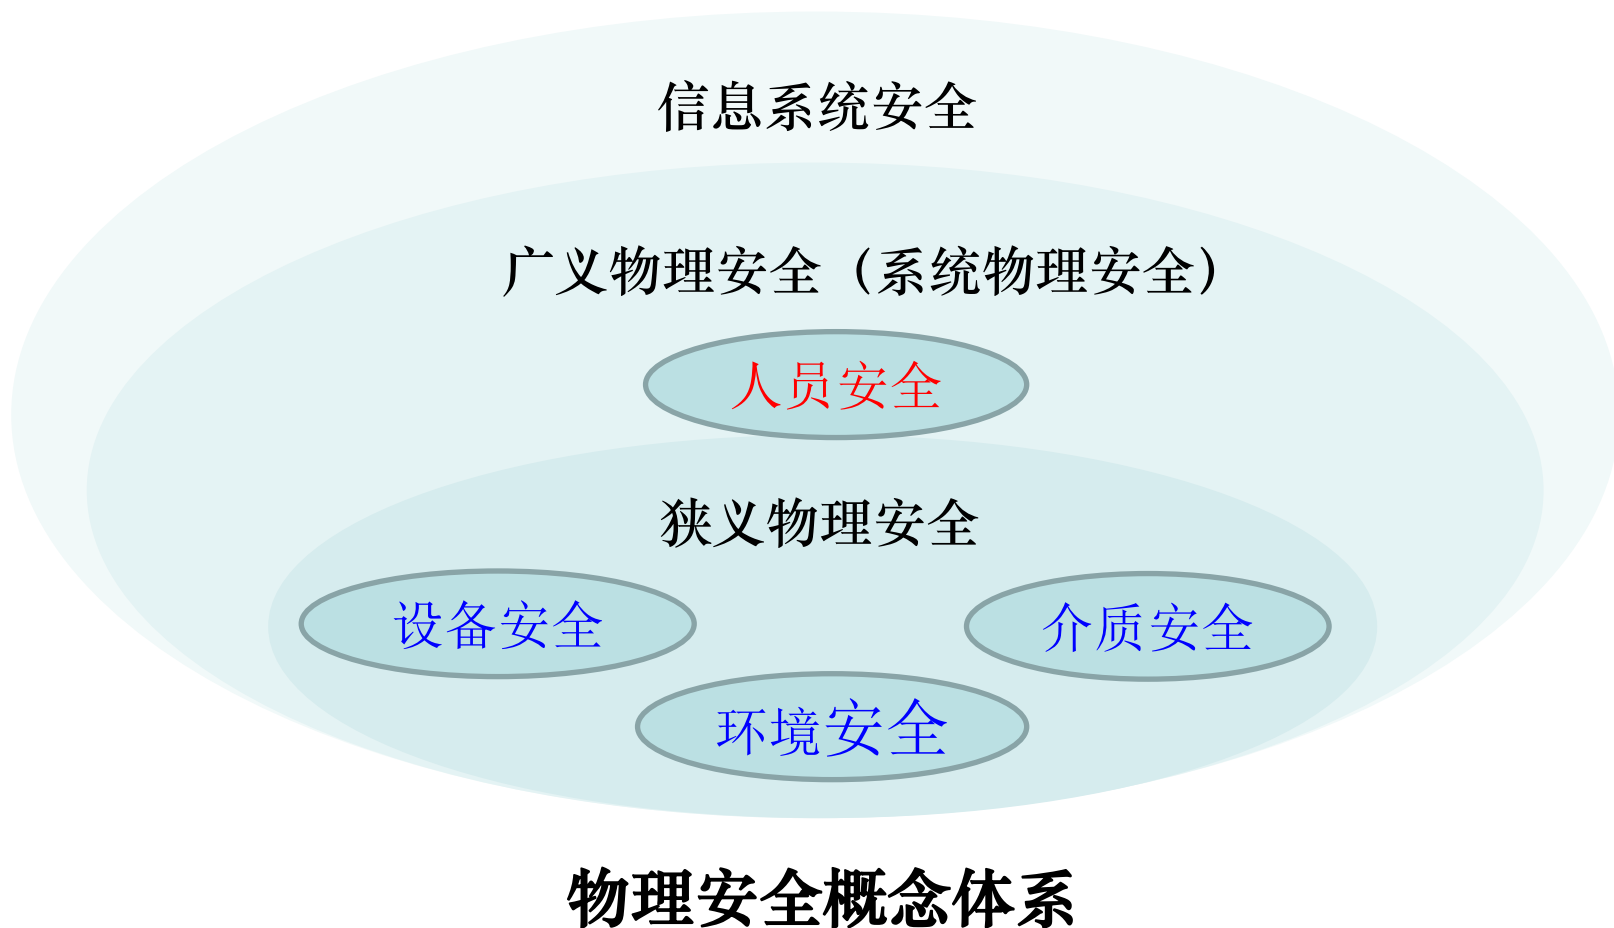 信息系统安全
广义物理安全（系统物理安全）
人员安全
狭义物理安全
设备安全
介质安全
环境安全
物理安全概念体系